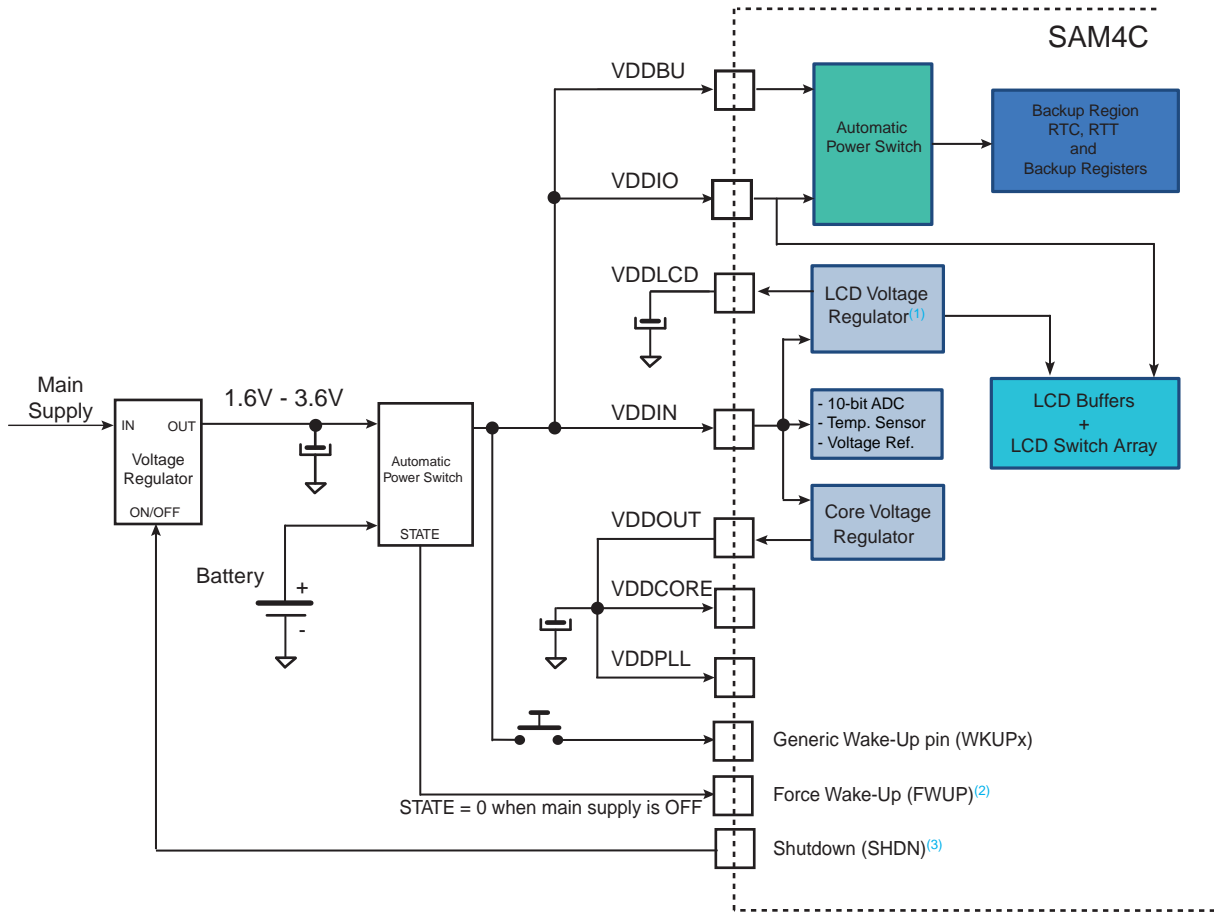 SAM4C
VDDBU
Automatic
Power Switch
Backup Region
RTC, RTT
and
Backup Registers
VDDIO
VDDLCD
LCD Voltage
Regulator(1)
Main
Supply
1.6V - 3.6V
IN
OUT
Voltage
Regulator
ON/OFF
Automatic
Power Switch
STATE
VDDIN
- 10-bit ADC
- Temp. Sensor
- Voltage Ref.
LCD Buffers
+
LCD Switch Array
VDDOUT
Core Voltage
Regulator
Battery
+
-
VDDCORE
VDDPLL
Generic Wake-Up pin (WKUPx)
STATE = 0 when main supply is OFF
Force Wake-Up (FWUP)(2)
Shutdown (SHDN)(3)